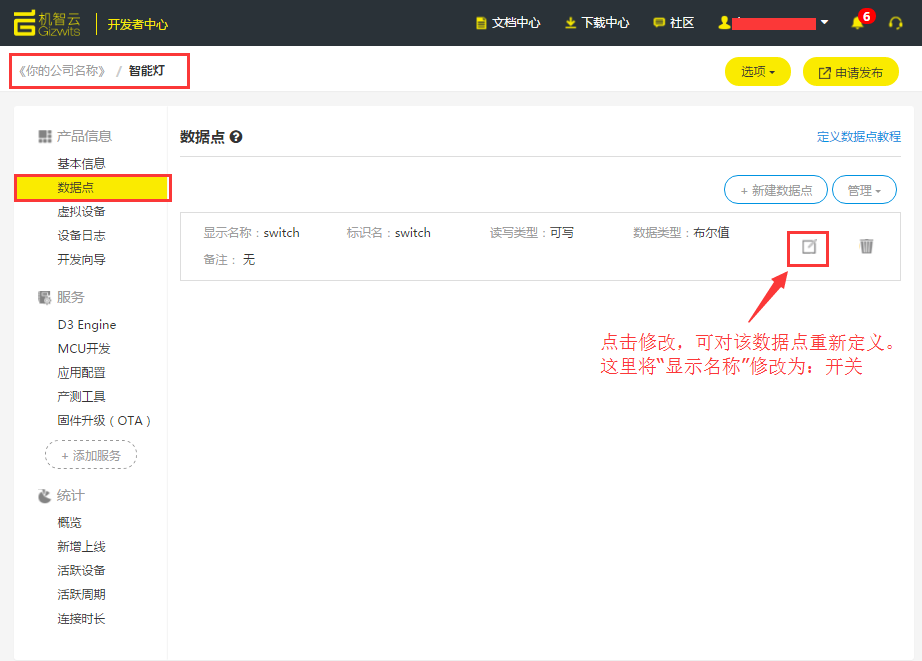 机智云 Gizwits 开发者中心 文档中心 下载中心 社区 6
《你的公司名称》 / 智能灯 选项 申请发布
产品信息
基本信息
数据点
虚拟设备
设备日志
开发向导
服务
D3 Engine
MCU开发
应用配置
产测工具
固件升级（OTA）
+ 添加服务
统计
概览
新增上线
活跃设备
活跃周期
连接时长
数据点 ? 定义数据点教程
+ 新建数据点 管理
显示名称：switch 标识名：switch 读写类型：可写 数据类型：布尔值
备注： 无
点击修改，可对该数据点重新定义。
这里将“显示名称”修改为：开关